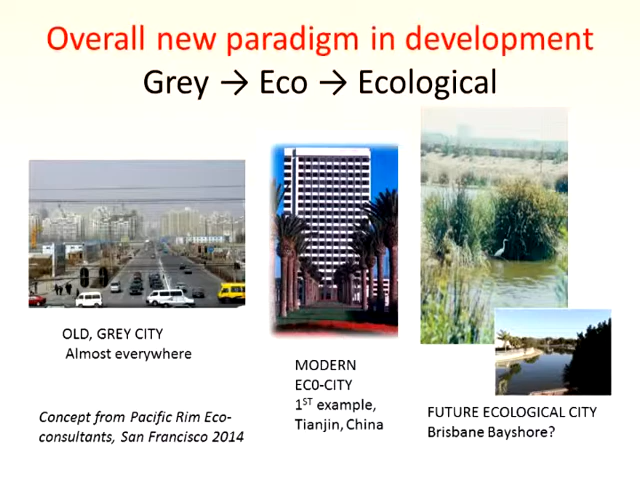 Overall new paradigm in development
Grey → Eco → Ecological
OLD, GREY CITY
Almost everywhere
Concept from Pacific Rim Eco-
consultants, San Francisco 2014
MODERN
EC0-CITY
1ST example,
Tianjin, China
FUTURE ECOLOGICAL CITY
Brisbane Bayshore?